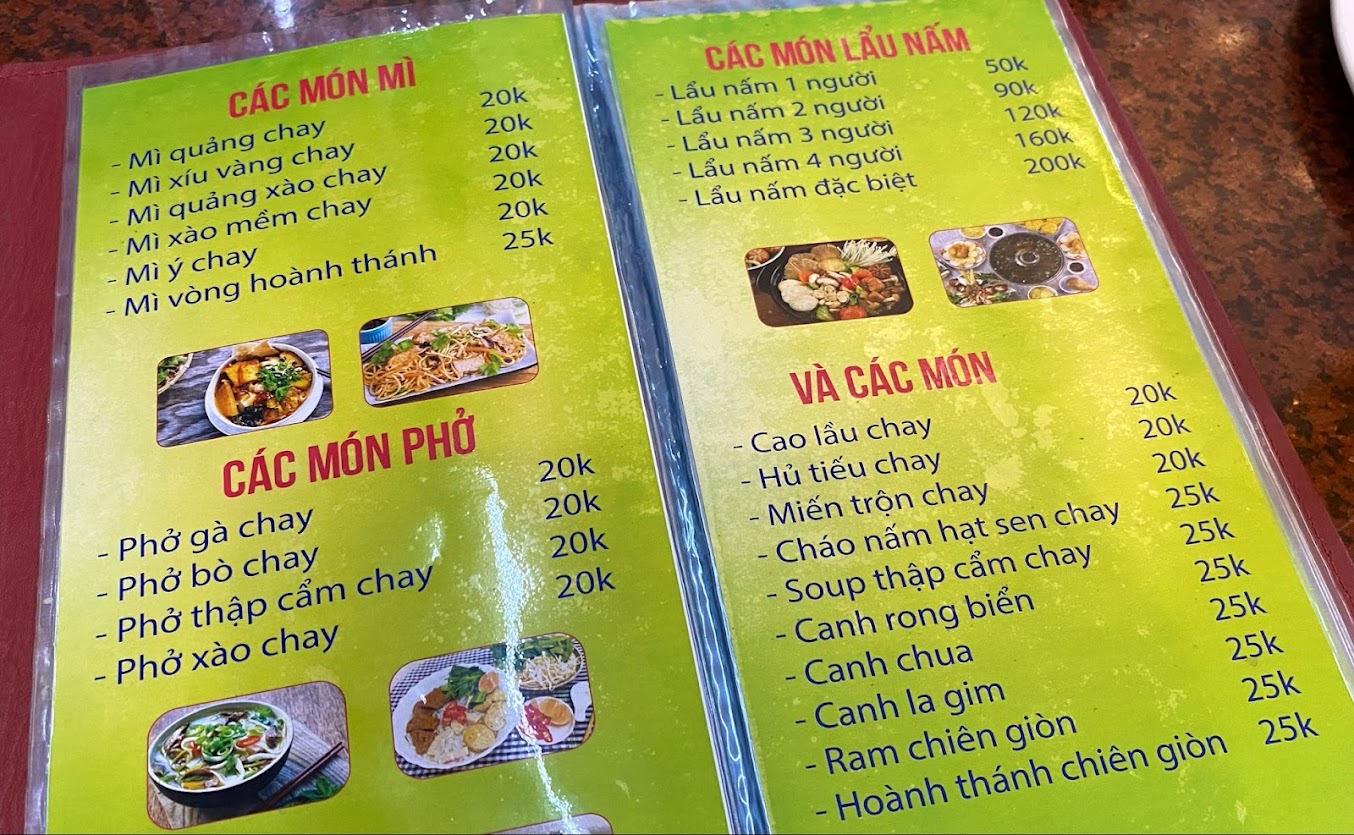 CÁC MÓN MÌ
- Mì quảng chay 20k
- Mì xíu vàng chay 20k
- Mì quảng xào chay 20k
- Mì xào mềm chay 20k
- Mì ý chay 20k
- Mì vòng hoành thánh 25k
CÁC MÓN PHỞ
- Phở gà chay 20k
- Phở bò chay 20k
- Phở thập cẩm chay 20k
- Phở xào chay 20k
CÁC MÓN LẨU NẤM
- Lẩu nấm 1 người 50k
- Lẩu nấm 2 người 90k
- Lẩu nấm 3 người 120k
- Lẩu nấm 4 người 160k
- Lẩu nấm đặc biệt 200k
VÀ CÁC MÓN
- Cao lầu chay 20k
- Hủ tiếu chay 20k
- Miến trộn chay 20k
- Cháo nấm hạt sen chay 25k
- Soup thập cẩm chay 25k
- Canh rong biển 25k
- Canh chua 25k
- Canh la gim 25k
- Ram chiên giòn 25k
- Hoành thánh chiên giòn 25k